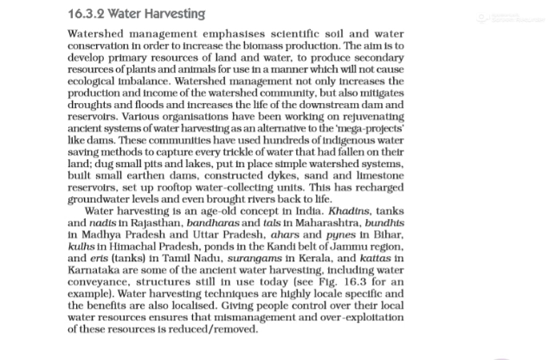 16.3.2 Water Harvesting
Watershed management emphasises scientific soil and water
conservation in order to increase the biomass production. The aim is to
develop primary resources of land and water, to produce secondary
resources of plants and animals for use in a manner which will not cause
ecological imbalance. Watershed management not only increases the
production and income of the watershed community, but also mitigates
droughts and floods and increases the life of the downstream dam and
reservoirs. Various organisations have been working on rejuvenating
ancient systems of water harvesting as an alternative to the 'mega-projects'
like dams. These communities have used hundreds of indigenous water
saving methods to capture every trickle of water that had fallen on their
land; dug small pits and lakes, put in place simple watershed systems,
built small earthen dams, constructed dykes, sand and limestone
reservoirs, set up rooftop water-collecting units. This has recharged
groundwater levels and even brought rivers back to life.
Water harvesting is an age-old concept in India. Khadins, tanks
and nadis in Rajasthan, bandharas and tals in Maharashtra, bundhis
in Madhya Pradesh and Uttar Pradesh, ahars and pynes in Bihar,
kulhs in Himachal Pradesh, ponds in the Kandi belt of Jammu region,
and eris (tanks) in Tamil Nadu, surangams in Kerala, and kattas in
Karnataka are some of the ancient water harvesting, including water
conveyance, structures still in use today (see Fig. 16.3 for an
example). Water harvesting techniques are highly locale specific and
the benefits are also localised. Giving people control over their local
water resources ensures that mismanagement and over-exploitation
of these resources is reduced/removed.